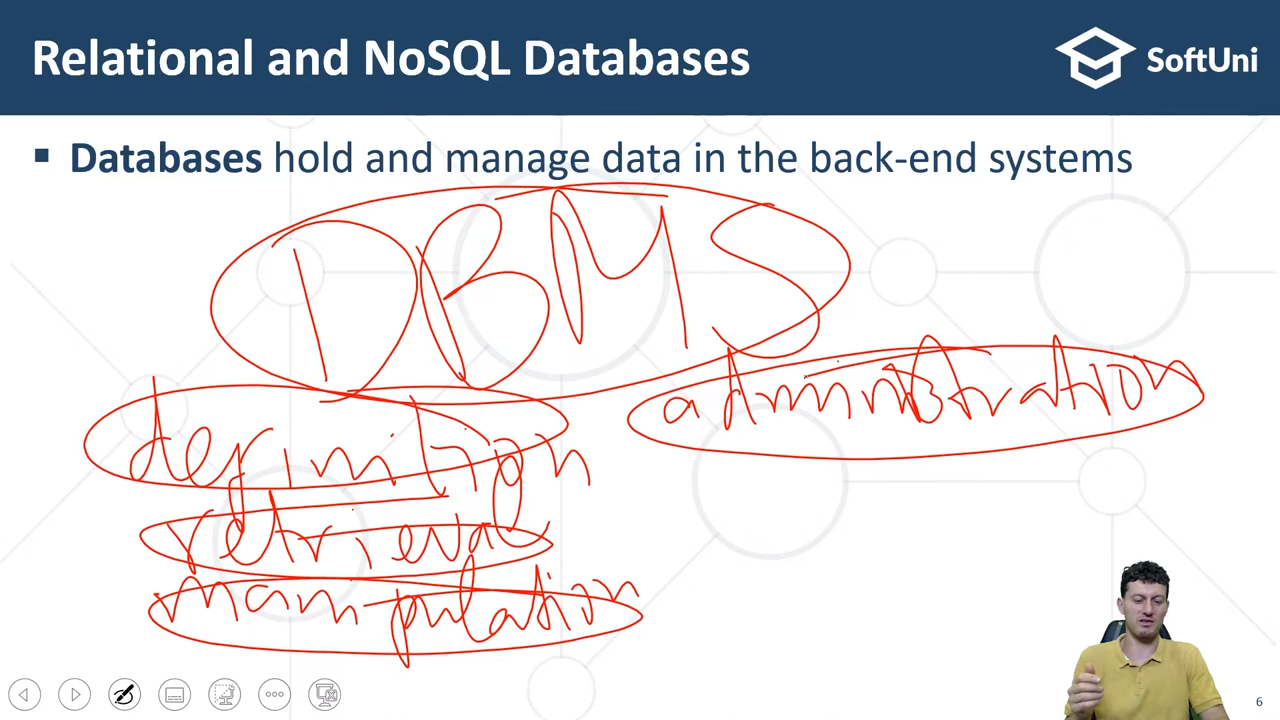 Relational and NoSQL Databases
SoftUni
▪ Databases hold and manage data in the back-end systems
DBMS
administration
definition
retrieval
manipulation
6